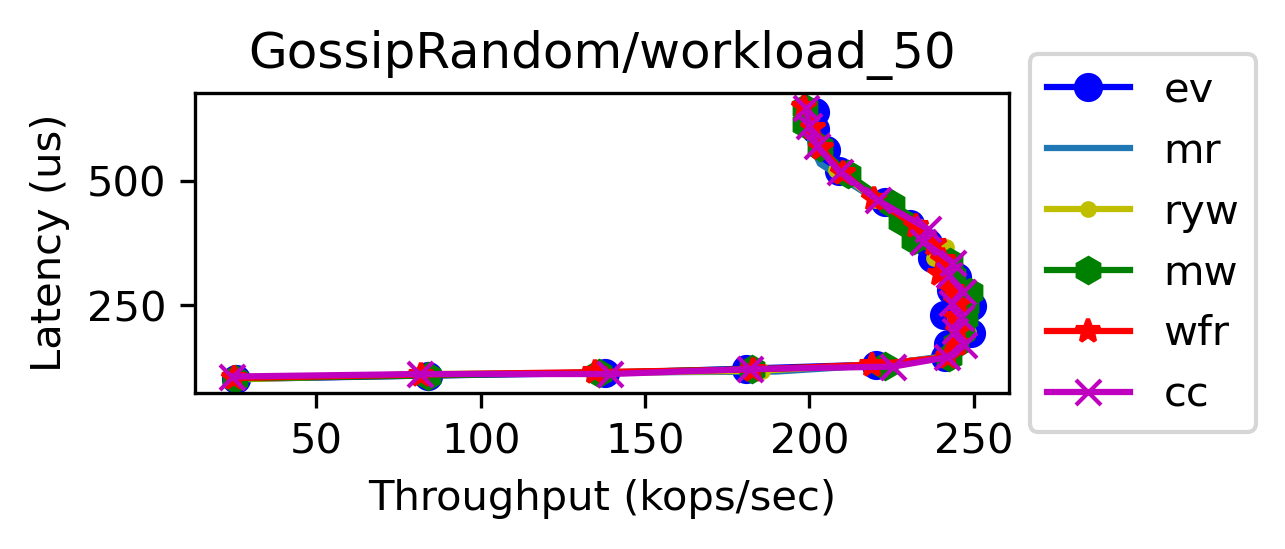 GossipRandom/workload_50
Latency (us)
500
250
50
100
150
200
250
Throughput (kops/sec)
ev
mr
ryw
mw
wfr
cc